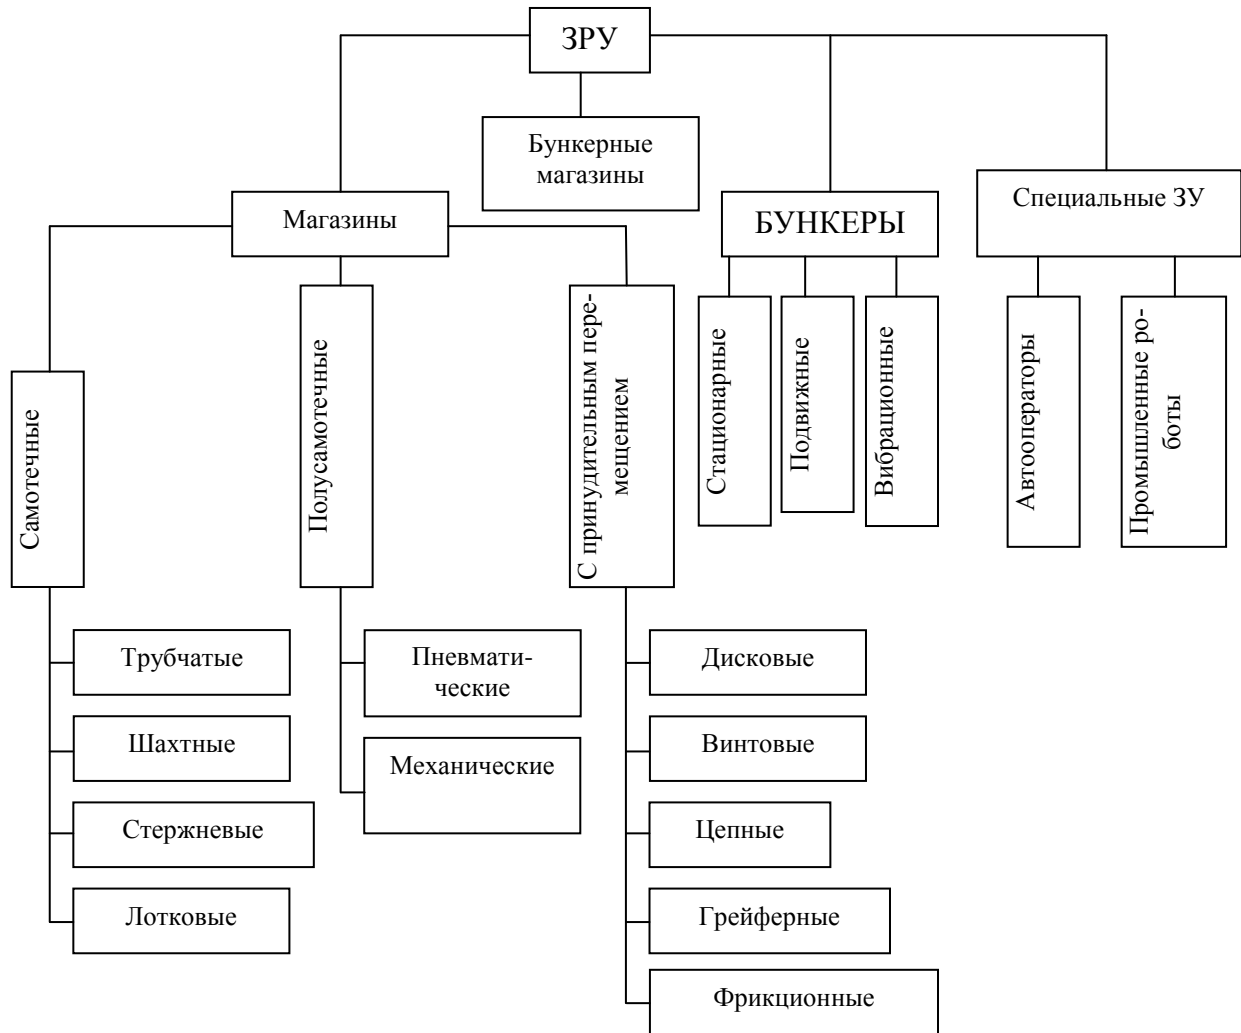 ЗРУ
Бункерные
магазины
Магазины
БУНКЕРЫ
Специальные ЗУ
Самотечные
Полусамотечные
С принудительным пере-
мещением
Стационарные
Подвижные
Вибрационные
Автооператоры
Промышленные ро-
боты
Трубчатые
Шахтные
Стержневые
Лотковые
Пневмати-
ческие
Механические
Дисковые
Винтовые
Цепные
Грейферные
Фрикционные